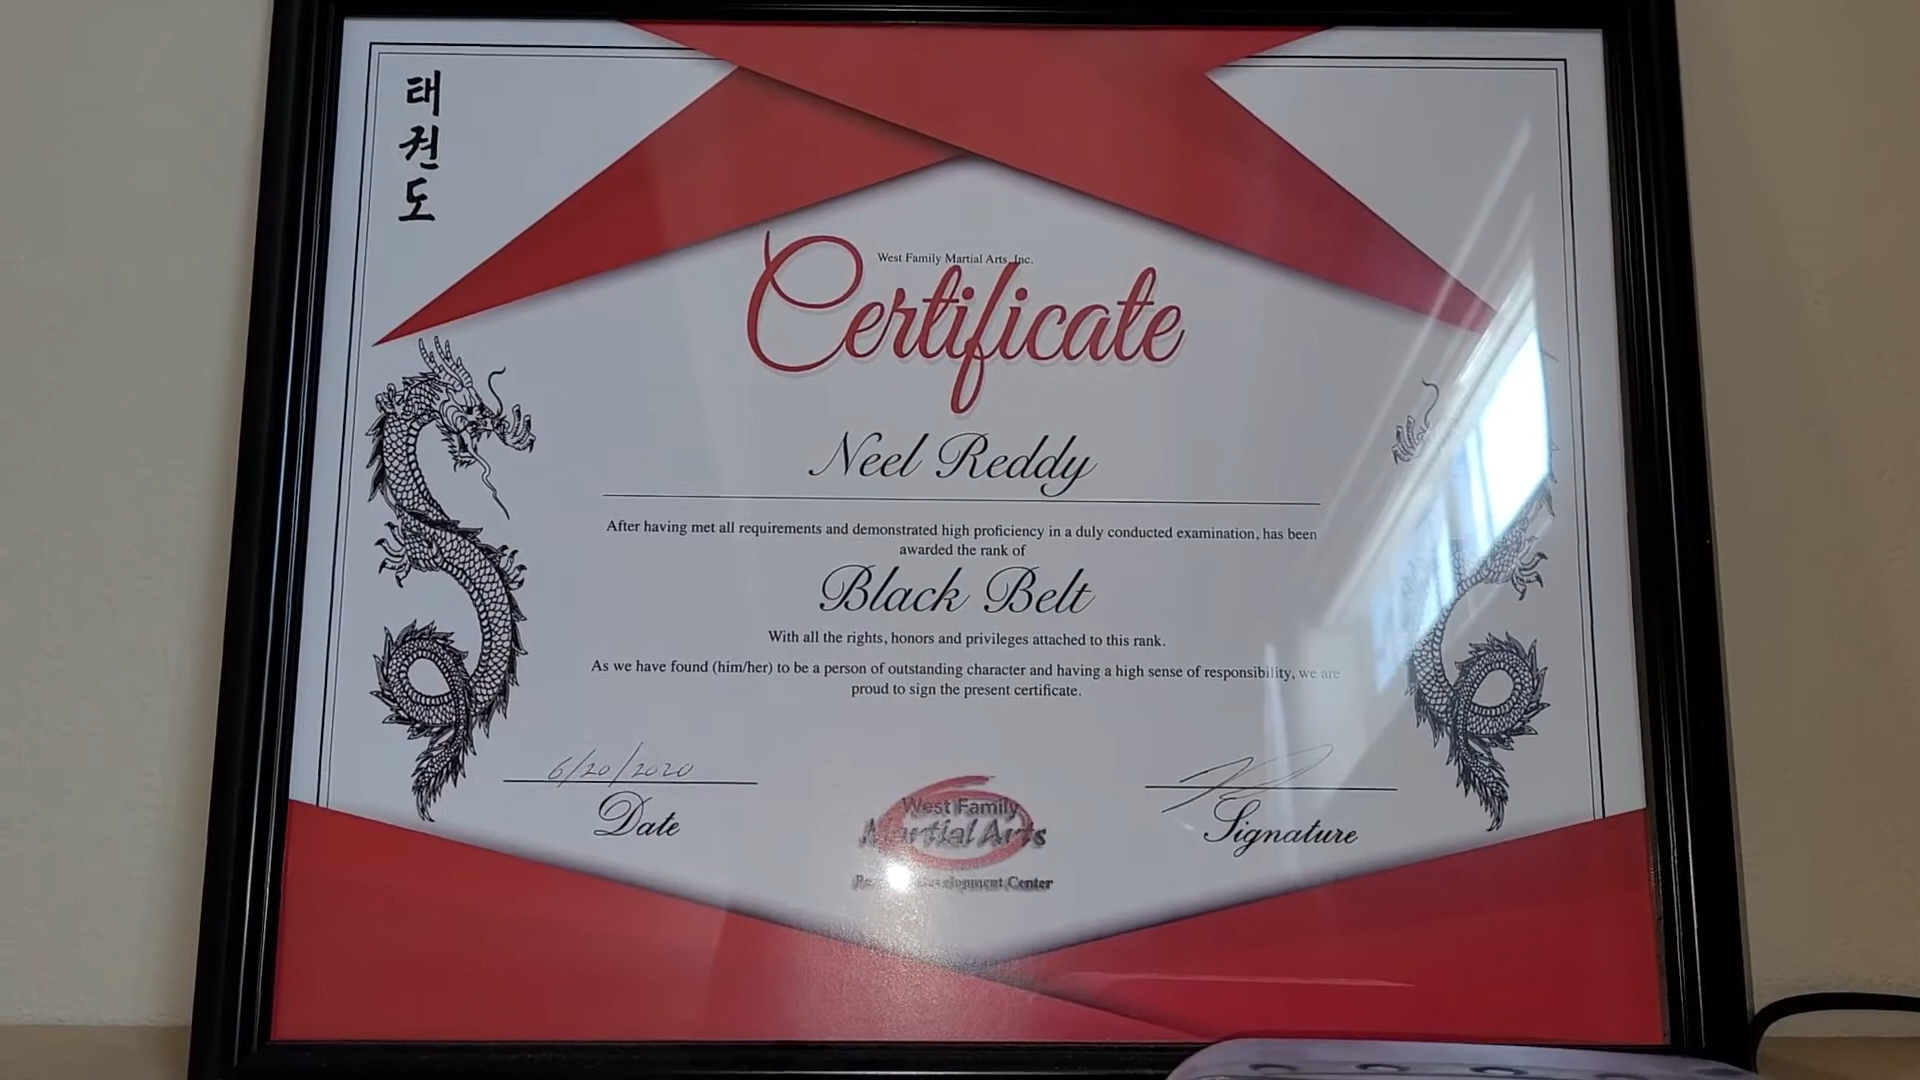 태
권
도
West Family Martial Arts, Inc.
Certificate
Neel Reddy
After having met all requirements and demonstrated high proficiency in a duly conducted examination, has been
awarded the rank of
Black Belt
With all the rights, honors and privileges attached to this rank.
As we have found (him/her) to be a person of outstanding character and having a high sense of responsibility, we are
proud to sign the present certificate.
6/20/2020
Date
West Family
Martial Arts
Development Center
Signature